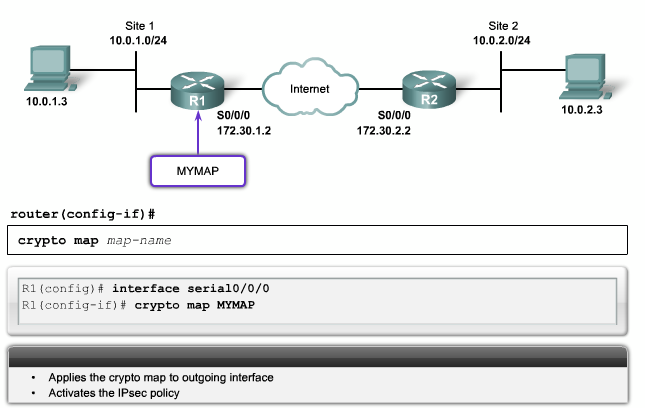 Site 1
10.0.1.0/24
Site 2
10.0.2.0/24
10.0.1.3
R1
Internet
R2
10.0.2.3
S0/0/0
172.30.1.2
S0/0/0
172.30.2.2
MYMAP
router(config-if)#
crypto map map-name
R1(config)# interface serial0/0/0
R1(config-if)# crypto map MYMAP
• Applies the crypto map to outgoing interface
• Activates the IPsec policy